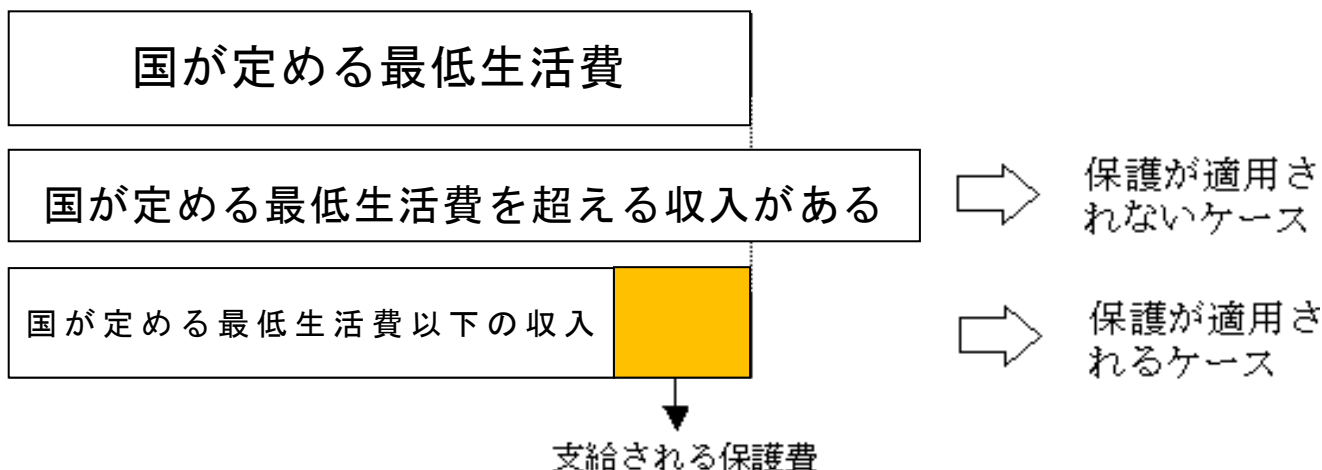 国が定める最低生活費
国が定める最低生活費を超える収入がある
保護が適用さ
れないケース
国が定める最低生活費以下の収入
保護が適用さ
れるケース
支給される保護費